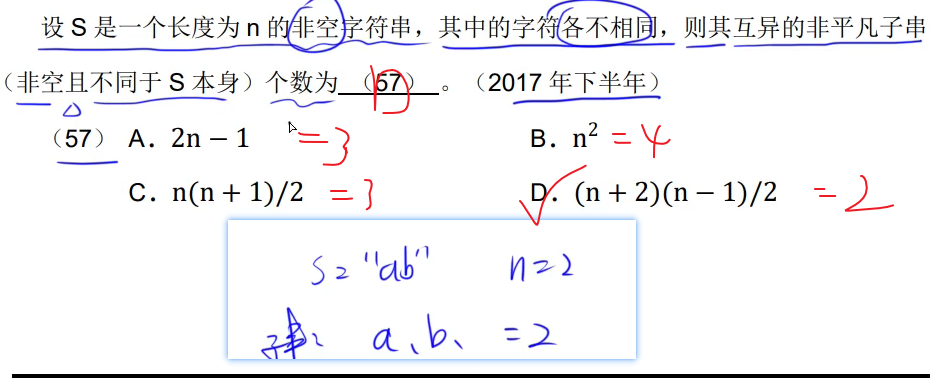 设 S 是一个长度为 n 的非空字符串，其中的字符各不相同，则其互异的非平凡子串
（非空且不同于 S 本身）个数为 （57） 。（2017 年下半年） D
（57） A．2n − 1 =3 B．n² =4
C．n(n + 1)/2 =3 D．(n + 2)(n − 1)/2 =2
S = "ab" n=2
子串: a、b、 =2